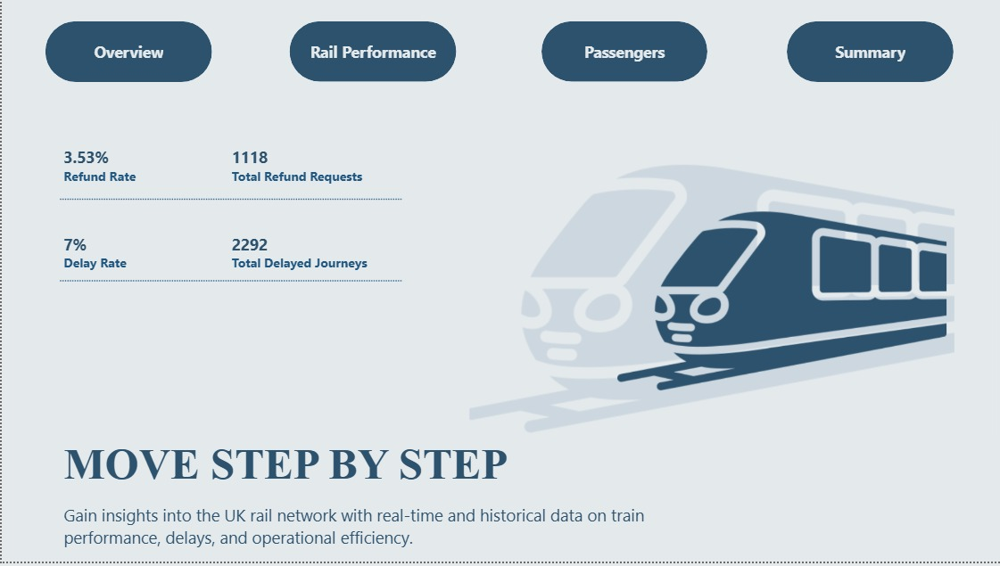 Overview
Rail Performance
Passengers
Summary
3.53%
Refund Rate
1118
Total Refund Requests
7%
Delay Rate
2292
Total Delayed Journeys
MOVE STEP BY STEP
Gain insights into the UK rail network with real-time and historical data on train
performance, delays, and operational efficiency.